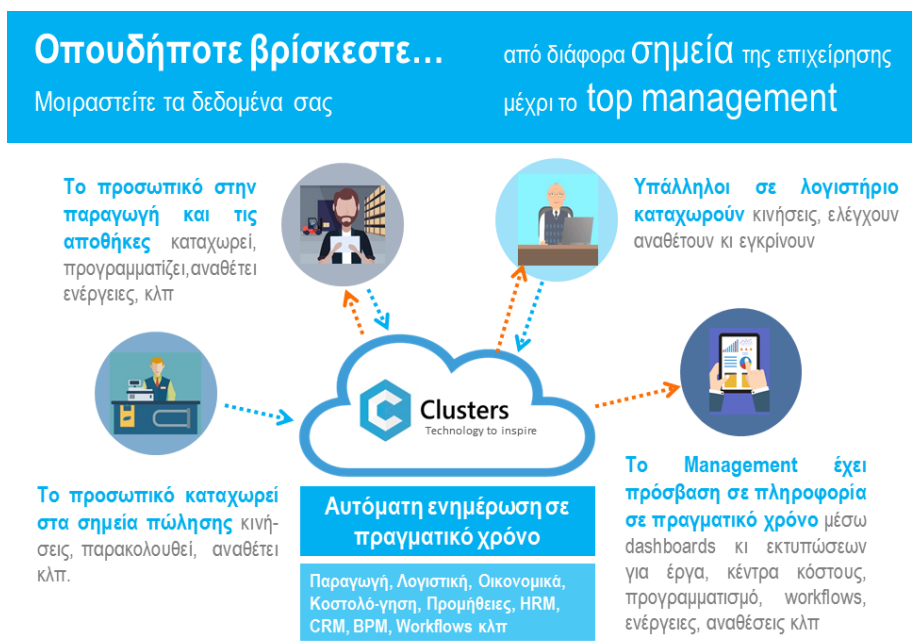 Οπουδήποτε βρίσκεστε...
Μοιραστείτε τα δεδομένα σας
από διάφορα σημεία της επιχείρησης
μέχρι το top management
Το προσωπικό στην
παραγωγή και τις
αποθήκες καταχωρεί,
προγραμματίζει,αναθέτει
ενέργειες, κλπ
Υπάλληλοι σε λογιστήριο
καταχωρούν κινήσεις, ελέγχουν
αναθέτουν κι εγκρίνουν
Clusters
Technology to inspire
Το προσωπικό καταχωρεί
στα σημεία πώλησης κινή-
σεις, παρακολουθεί, αναθέτει
κλπ.
Αυτόματη ενημέρωση σε
πραγματικό χρόνο
Παραγωγή, Λογιστική, Οικονομικά,
Κοστολό-γηση, Προμήθειες, HRM,
CRM, BPM, Workflows κλπ
Το Management έχει
πρόσβαση σε πληροφορία
σε πραγματικό χρόνο μέσω
dashboards κι εκτυπώσεων
για έργα, κέντρα κόστους,
προγραμματισμό, workflows,
ενέργειες, αναθέσεις κλπ